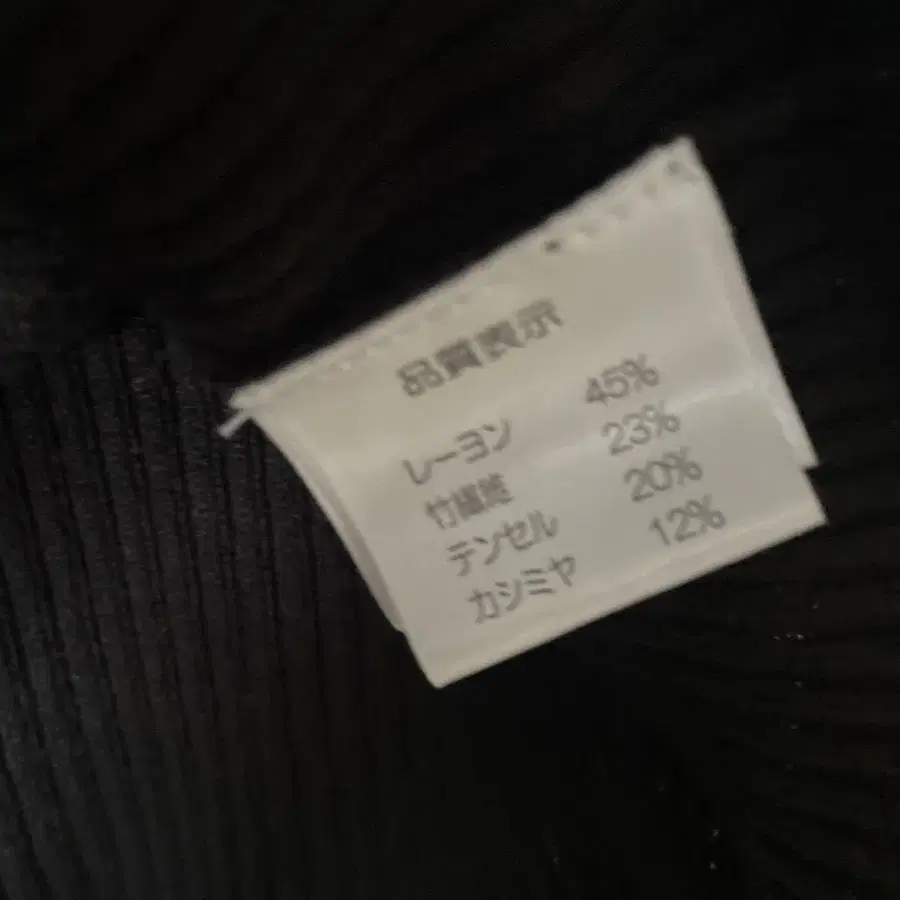 品質表示
レーヨン 45%
竹繊維 23%
テンセル 20%
カシミヤ 12%